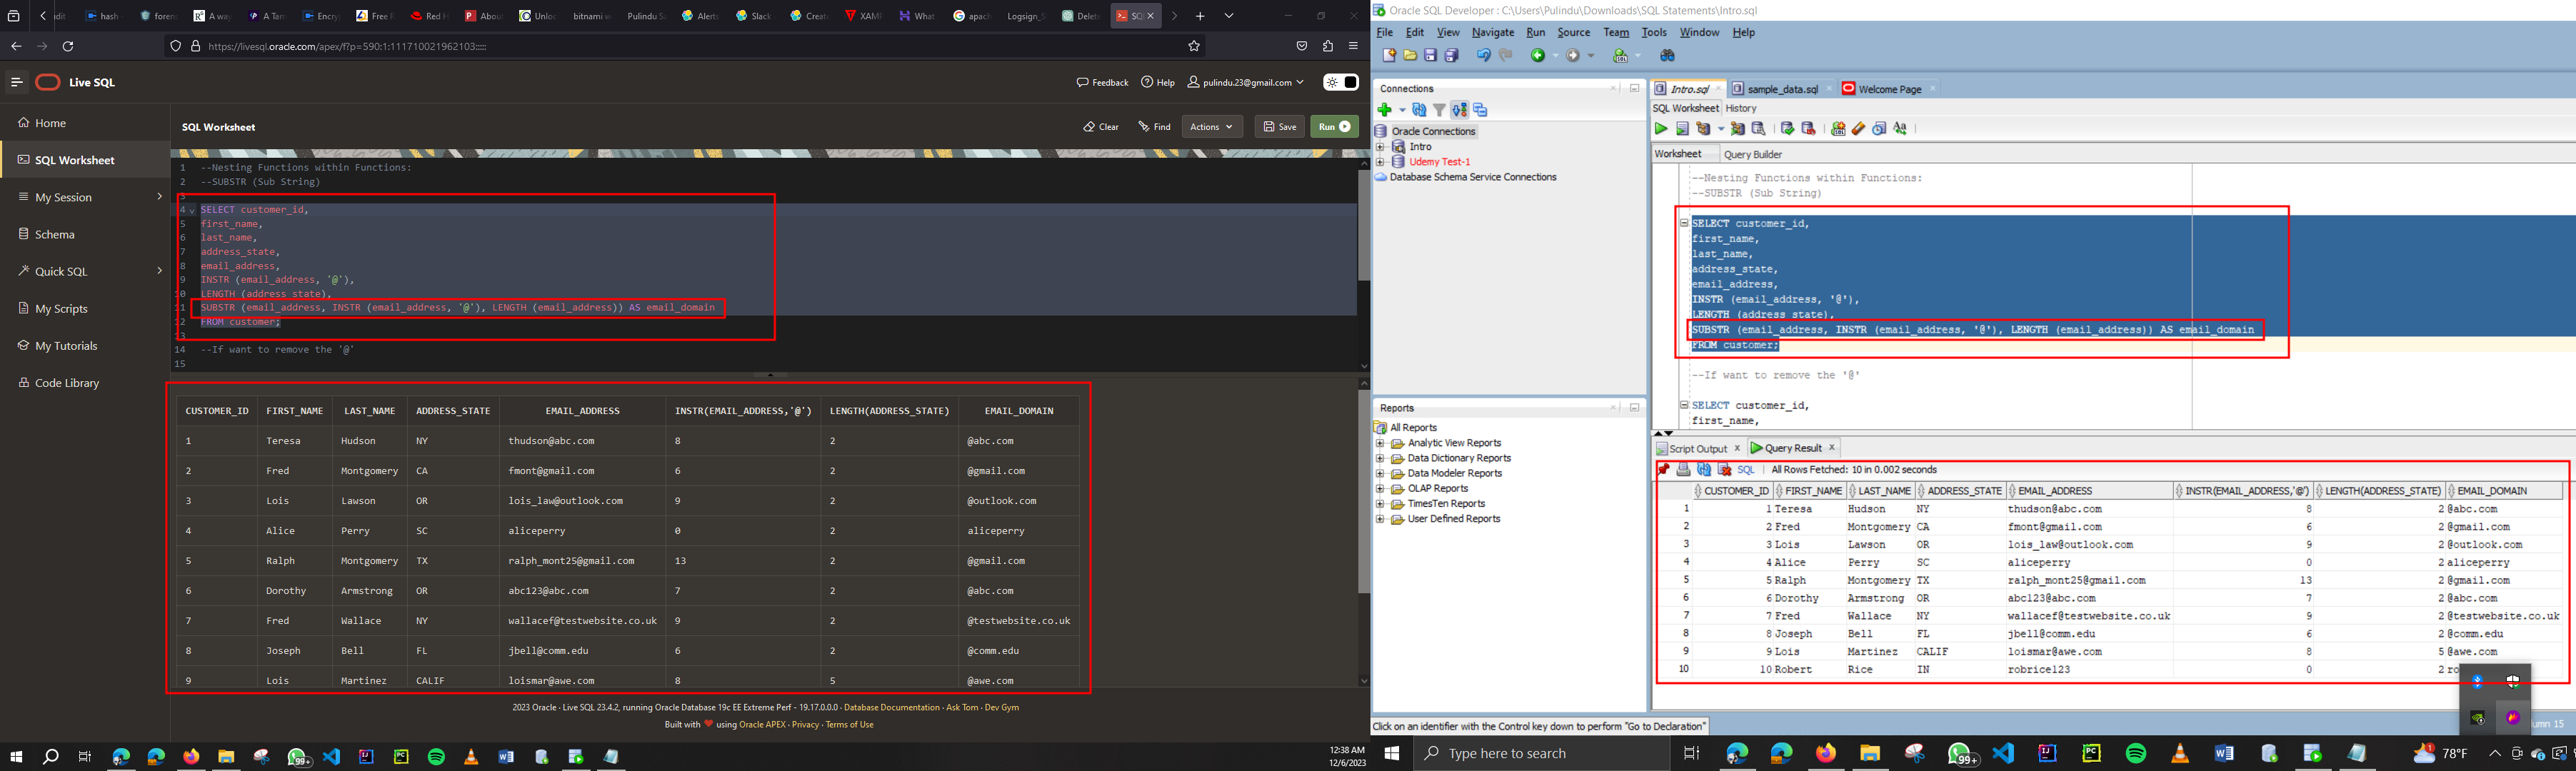 edit
hash -
foren
A way
A Tam
Encry
Free R
Red H
About
Unloc
bitnami w
Pulindu Sa
Alerts
Slack
Create
XAMP
What
apach
Logsign_S
Delete
SQL
https://livesql.oracle.com/apex/f?p=590:1:111710021962103:::::
Live SQL
Feedback
Help
pulindu.23@gmail.com
Home
SQL Worksheet
My Session
Schema
Quick SQL
My Scripts
My Tutorials
Code Library
SQL Worksheet
Clear
Find
Actions
Save
Run
1 --Nesting Functions within Functions:
2 --SUBSTR (Sub String)
3
4 SELECT customer_id,
5 first_name,
6 last_name,
7 address_state,
8 email_address,
9 INSTR (email_address, '@'),
10 LENGTH (address_state),
11 SUBSTR (email_address, INSTR (email_address, '@'), LENGTH (email_address)) AS email_domain
12 FROM customer;
13
14 --If want to remove the '@'
15
CUSTOMER_ID FIRST_NAME LAST_NAME ADDRESS_STATE EMAIL_ADDRESS INSTR(EMAIL_ADDRESS,'@') LENGTH(ADDRESS_STATE) EMAIL_DOMAIN
1 Teresa Hudson NY thudson@abc.com 8 2 @abc.com
2 Fred Montgomery CA fmont@gmail.com 6 2 @gmail.com
3 Lois Lawson OR lois_law@outlook.com 9 2 @outlook.com
4 Alice Perry SC aliceperry 0 2 aliceperry
5 Ralph Montgomery TX ralph_mont25@gmail.com 13 2 @gmail.com
6 Dorothy Armstrong OR abc123@abc.com 7 2 @abc.com
7 Fred Wallace NY wallacef@testwebsite.co.uk 9 2 @testwebsite.co.uk
8 Joseph Bell FL jbell@comm.edu 6 2 @comm.edu
9 Lois Martinez CALIF loismar@awe.com 8 5 @awe.com
2023 Oracle · Live SQL 23.4.2, running Oracle Database 19c EE Extreme Perf - 19.17.0.0.0 · Database Documentation · Ask Tom · Dev Gym
Built with ❤ using Oracle APEX · Privacy · Terms of Use
99+
12:38 AM
12/6/2023
Oracle SQL Developer : C:\Users\Pulindu\Downloads\SQL Statements\Intro.sql
File Edit View Navigate Run Source Team Tools Window Help
Connections
Oracle Connections
Intro
Udemy Test-1
Database Schema Service Connections
Reports
All Reports
Analytic View Reports
Data Dictionary Reports
Data Modeler Reports
OLAP Reports
TimesTen Reports
User Defined Reports
Intro.sql sample_data.sql Welcome Page
SQL Worksheet History
Worksheet Query Builder
--Nesting Functions within Functions:
--SUBSTR (Sub String)
SELECT customer_id,
first_name,
last_name,
address_state,
email_address,
INSTR (email_address, '@'),
LENGTH (address_state),
SUBSTR (email_address, INSTR (email_address, '@'), LENGTH (email_address)) AS email_domain
FROM customer;
--If want to remove the '@'
SELECT customer_id,
first_name,
Script Output x Query Result x
SQL | All Rows Fetched: 10 in 0.002 seconds
CUSTOMER_ID FIRST_NAME LAST_NAME ADDRESS_STATE EMAIL_ADDRESS INSTR(EMAIL_ADDRESS,'@') LENGTH(ADDRESS_STATE) EMAIL_DOMAIN
1 1 Teresa Hudson NY thudson@abc.com 8 2 @abc.com
2 2 Fred Montgomery CA fmont@gmail.com 6 2 @gmail.com
3 3 Lois Lawson OR lois_law@outlook.com 9 2 @outlook.com
4 4 Alice Perry SC aliceperry 0 2 aliceperry
5 5 Ralph Montgomery TX ralph_mont25@gmail.com 13 2 @gmail.com
6 6 Dorothy Armstrong OR abc123@abc.com 7 2 @abc.com
7 7 Fred Wallace NY wallacef@testwebsite.co.uk 9 2 @testwebsite.co.uk
8 8 Joseph Bell FL jbell@comm.edu 6 2 @comm.edu
9 9 Lois Martinez CALIF loismar@awe.com 8 5 @awe.com
10 10 Robert Rice IN robrice123 0 2 ro
Click on an identifier with the Control key down to perform "Go to Declaration"
umn 15
Type here to search
99+
78°F